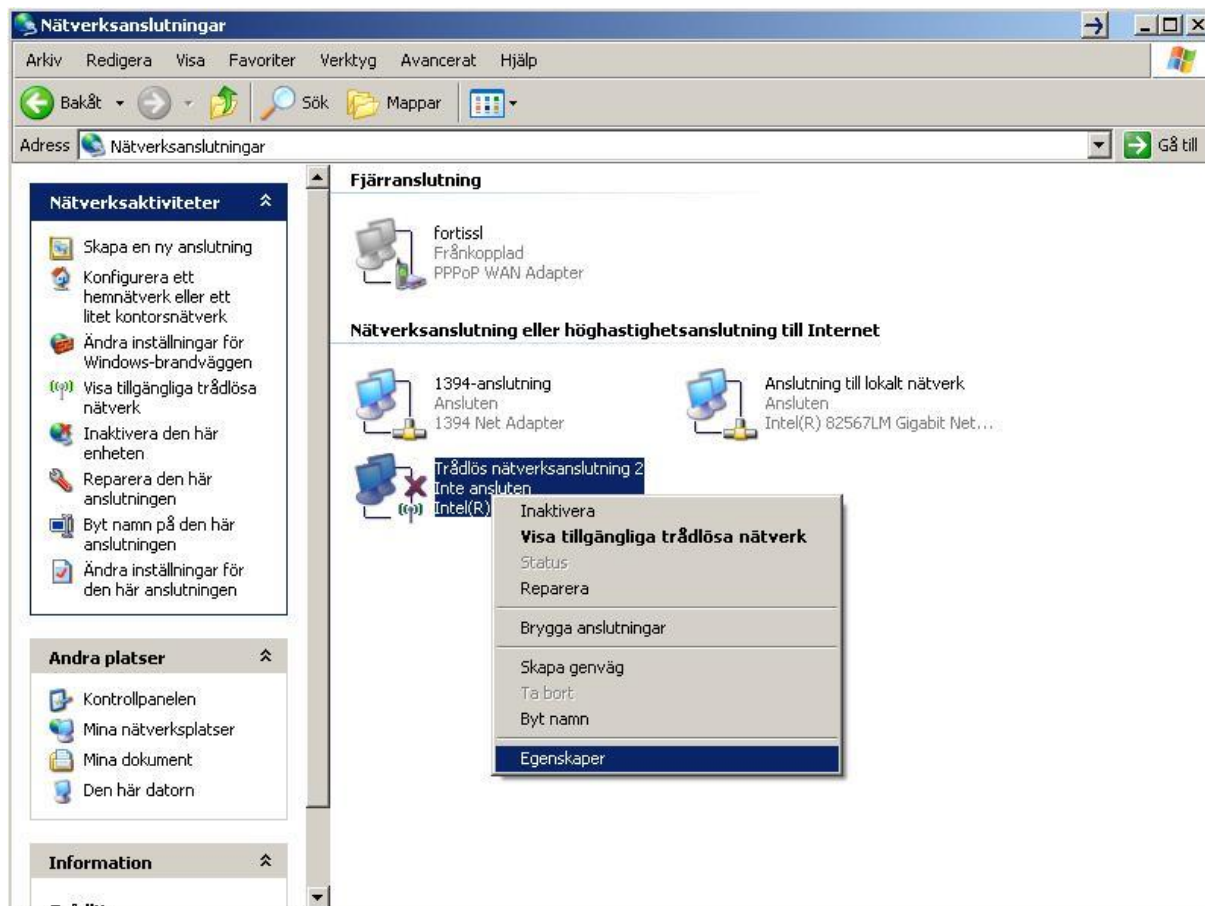 Nätverksanslutningar
Arkiv Redigera Visa Favoriter Verktyg Avancerat Hjälp
Bakåt Sök Mappar
Adress Nätverksanslutningar Gå till
Nätverksaktiviteter
Skapa en ny anslutning
Konfigurera ett
hemnätverk eller ett
litet kontorsnätverk
Ändra inställningar för
Windows-brandväggen
Visa tillgängliga trådlösa
nätverk
Inaktivera den här
enheten
Reparera den här
anslutningen
Byt namn på den här
anslutningen
Ändra inställningar för
den här anslutningen
Andra platser
Kontrollpanelen
Mina nätverksplatser
Mina dokument
Den här datorn
Information
Fjärranslutning
fortissl
Frånkopplad
PPPoP WAN Adapter
Nätverksanslutning eller höghastighetsanslutning till Internet
1394-anslutning
Ansluten
1394 Net Adapter
Anslutning till lokalt nätverk
Ansluten
Intel(R) 82567LM Gigabit Net...
Trådlös nätverksanslutning 2
Inte ansluten
Intel(R)
Inaktivera
Visa tillgängliga trådlösa nätverk
Status
Reparera
Brygga anslutningar
Skapa genväg
Ta bort
Byt namn
Egenskaper